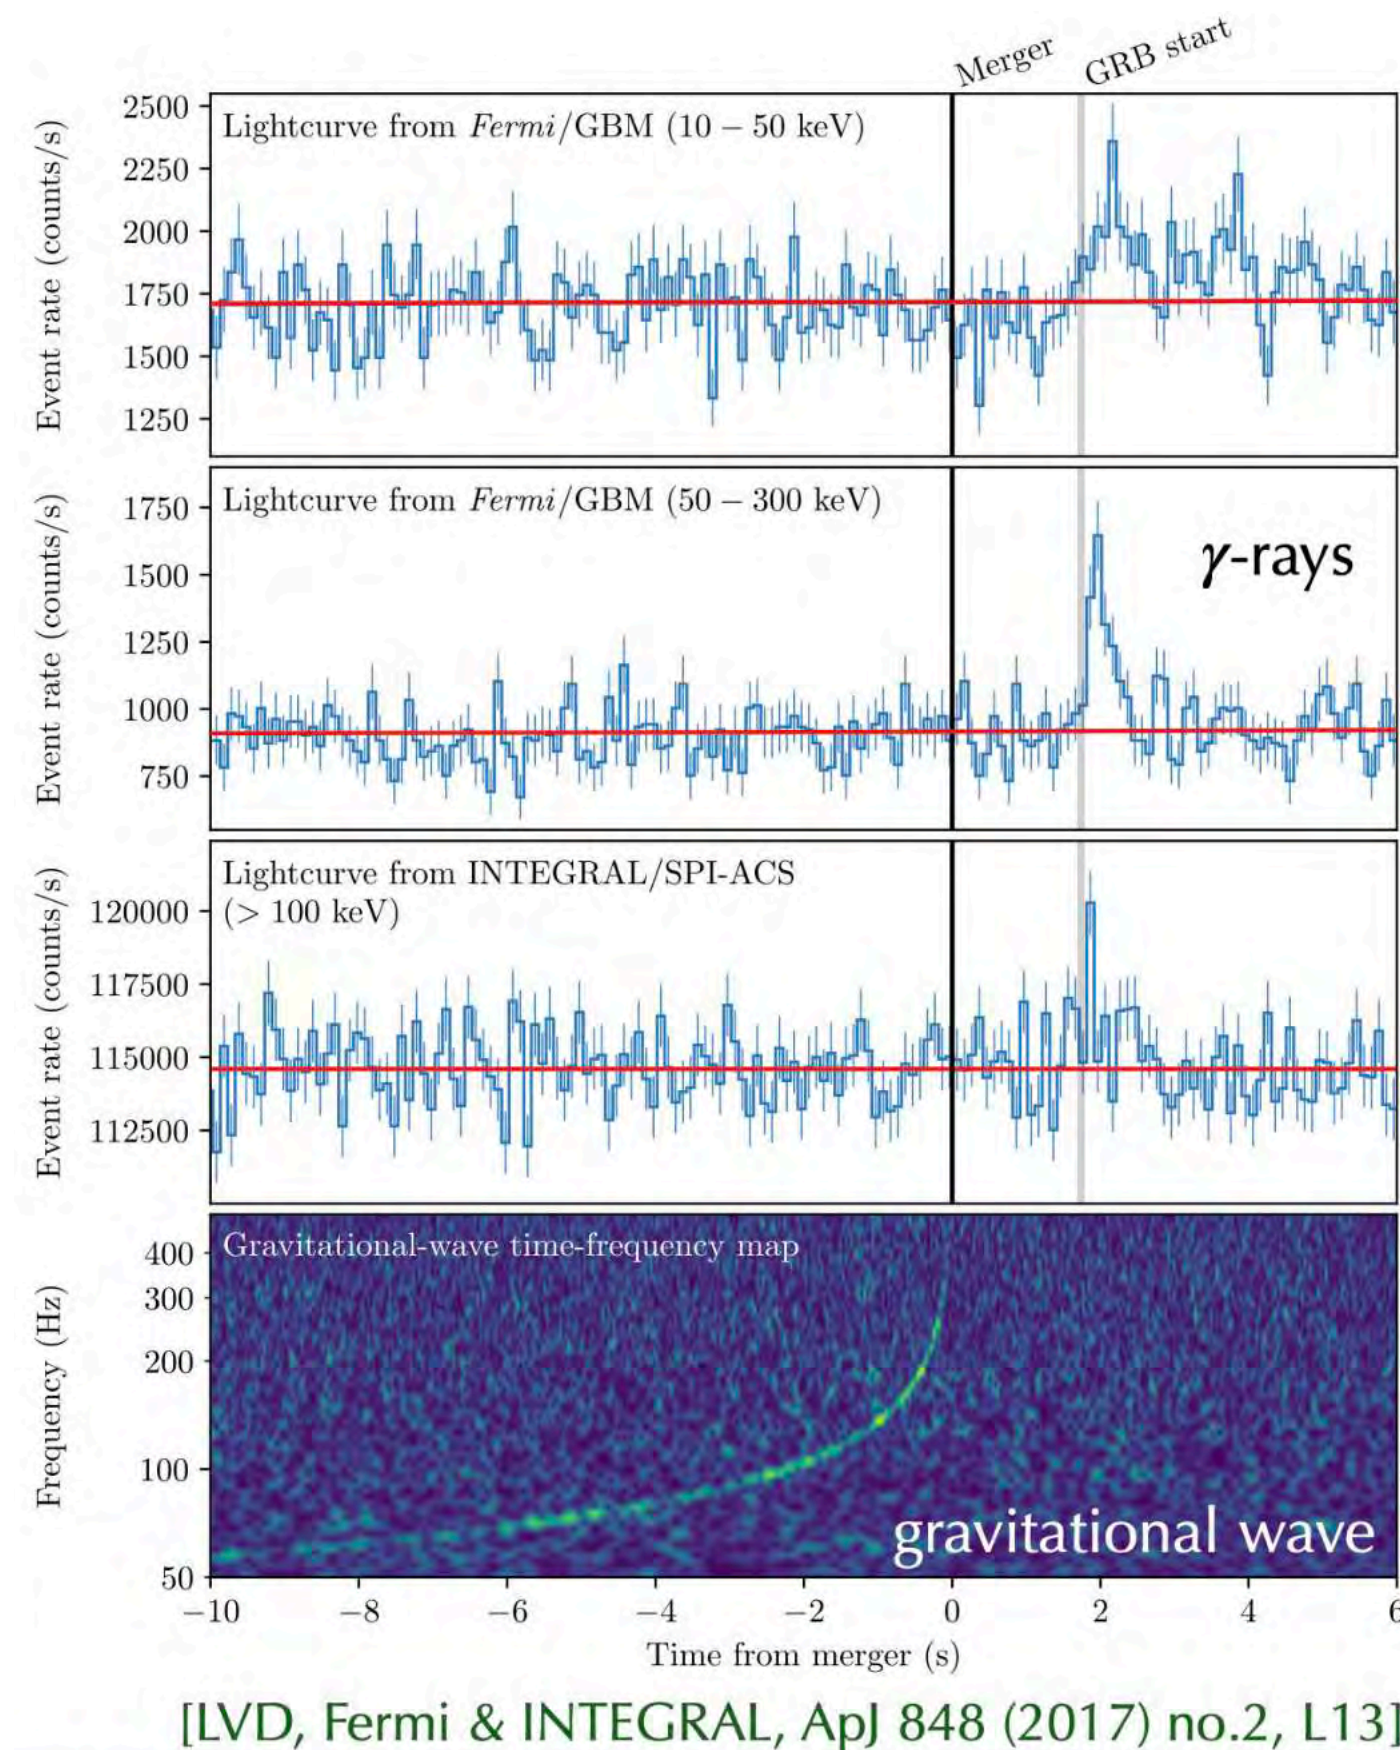 Merger
GRB start
Lightcurve from Fermi/GBM (10 – 50 keV)
Event rate (counts/s)
2500
2250
2000
1750
1500
1250
Lightcurve from Fermi/GBM (50 – 300 keV)
γ-rays
Event rate (counts/s)
1750
1500
1250
1000
750
Lightcurve from INTEGRAL/SPI-ACS
(> 100 keV)
Event rate (counts/s)
120000
117500
115000
112500
Gravitational-wave time-frequency map
Frequency (Hz)
400
300
200
100
50
gravitational wave
−10 −8 −6 −4 −2 0 2 4 6
Time from merger (s)
[LVD, Fermi & INTEGRAL, ApJ 848 (2017) no.2, L13]